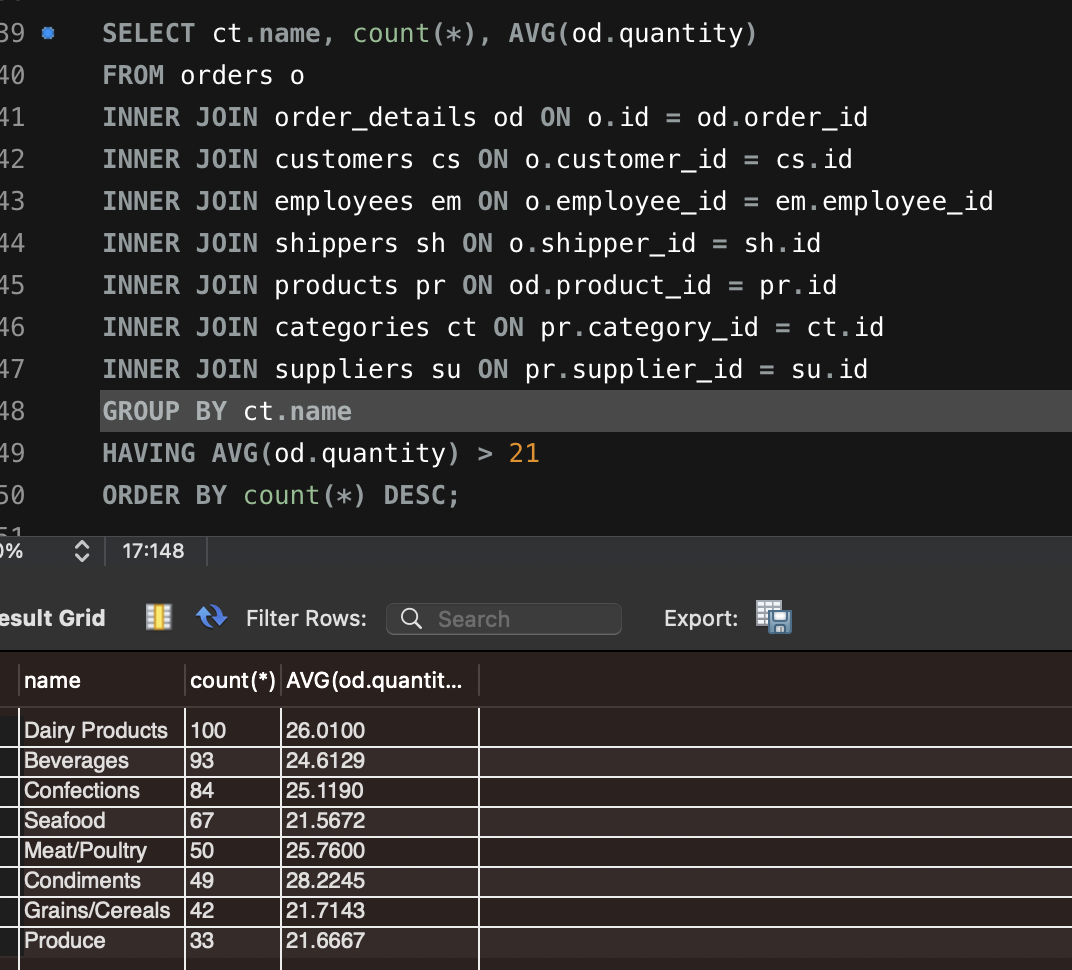 39 SELECT ct.name, count(*), AVG(od.quantity)
40 FROM orders o
41 INNER JOIN order_details od ON o.id = od.order_id
42 INNER JOIN customers cs ON o.customer_id = cs.id
43 INNER JOIN employees em ON o.employee_id = em.employee_id
44 INNER JOIN shippers sh ON o.shipper_id = sh.id
45 INNER JOIN products pr ON od.product_id = pr.id
46 INNER JOIN categories ct ON pr.category_id = ct.id
47 INNER JOIN suppliers su ON pr.supplier_id = su.id
48 GROUP BY ct.name
49 HAVING AVG(od.quantity) > 21
50 ORDER BY count(*) DESC;
51
0% 17:148
esult Grid Filter Rows: Search Export:
name count(*) AVG(od.quantit...
Dairy Products 100 26.0100
Beverages 93 24.6129
Confections 84 25.1190
Seafood 67 21.5672
Meat/Poultry 50 25.7600
Condiments 49 28.2245
Grains/Cereals 42 21.7143
Produce 33 21.6667